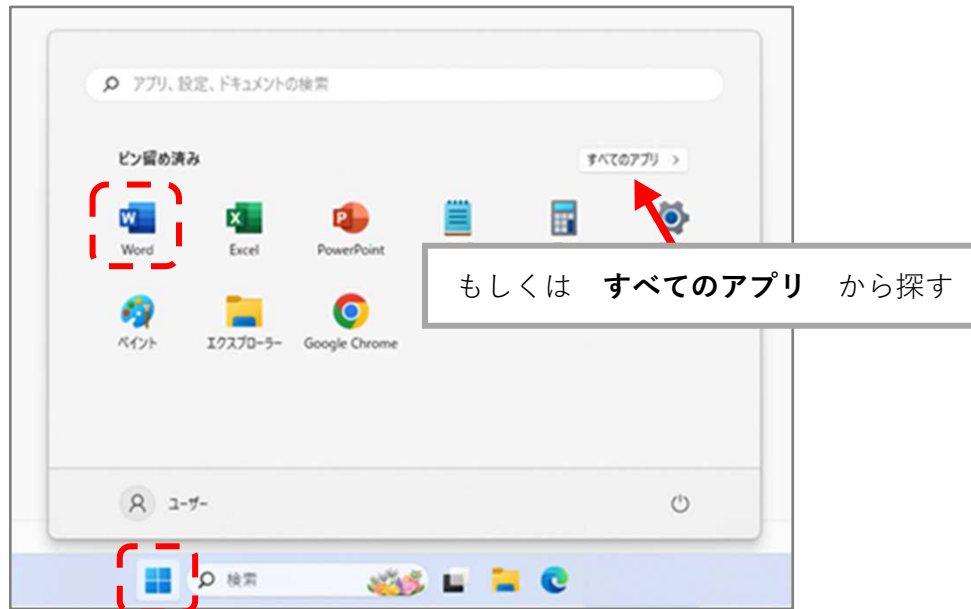 アプリ、設定、ドキュメントの検索
ピン留め済み
すべてのアプリ >
Word
Excel
PowerPoint
もしくは　すべてのアプリ　から探す
ペイント
エクスプローラー
Google Chrome
ユーザー
検索